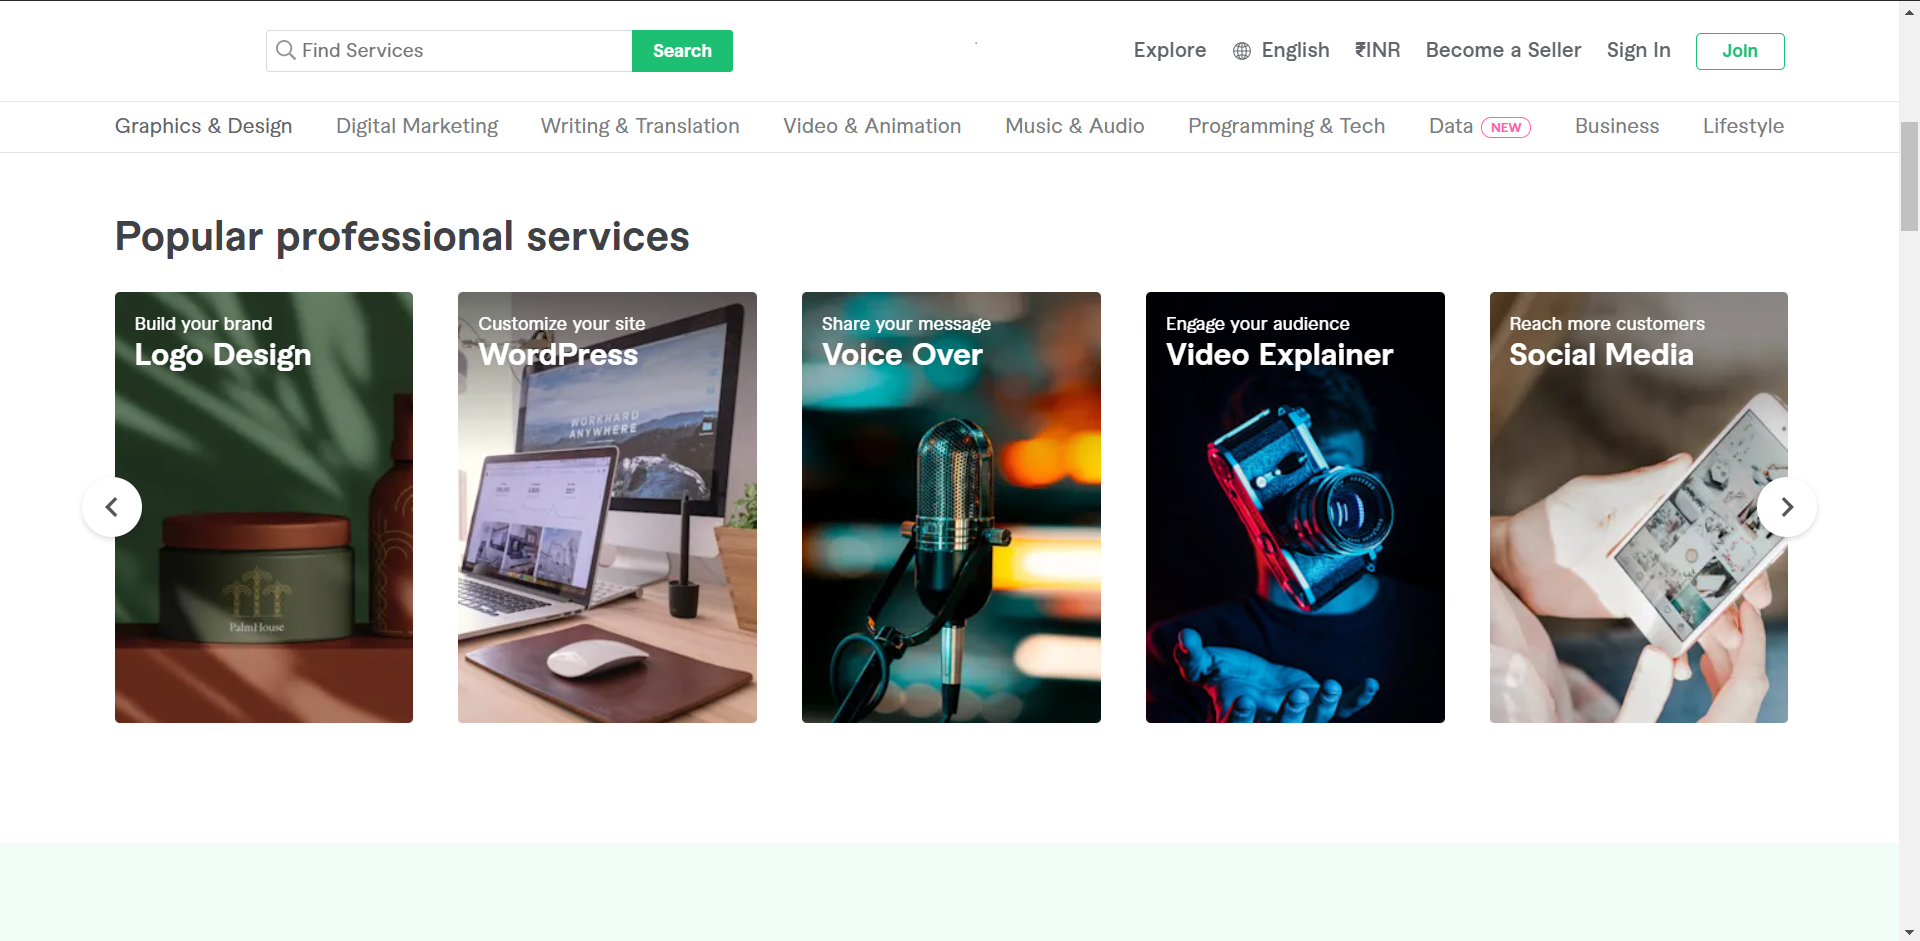 Find Services
Search
Explore
English
₹INR
Become a Seller
Sign In
Join
Graphics & Design
Digital Marketing
Writing & Translation
Video & Animation
Music & Audio
Programming & Tech
Data NEW
Business
Lifestyle
Popular professional services
Build your brand
Logo Design
PalmHouse
Customize your site
WordPress
WORKHARD
ANYWHERE
Share your message
Voice Over
Engage your audience
Video Explainer
Reach more customers
Social Media